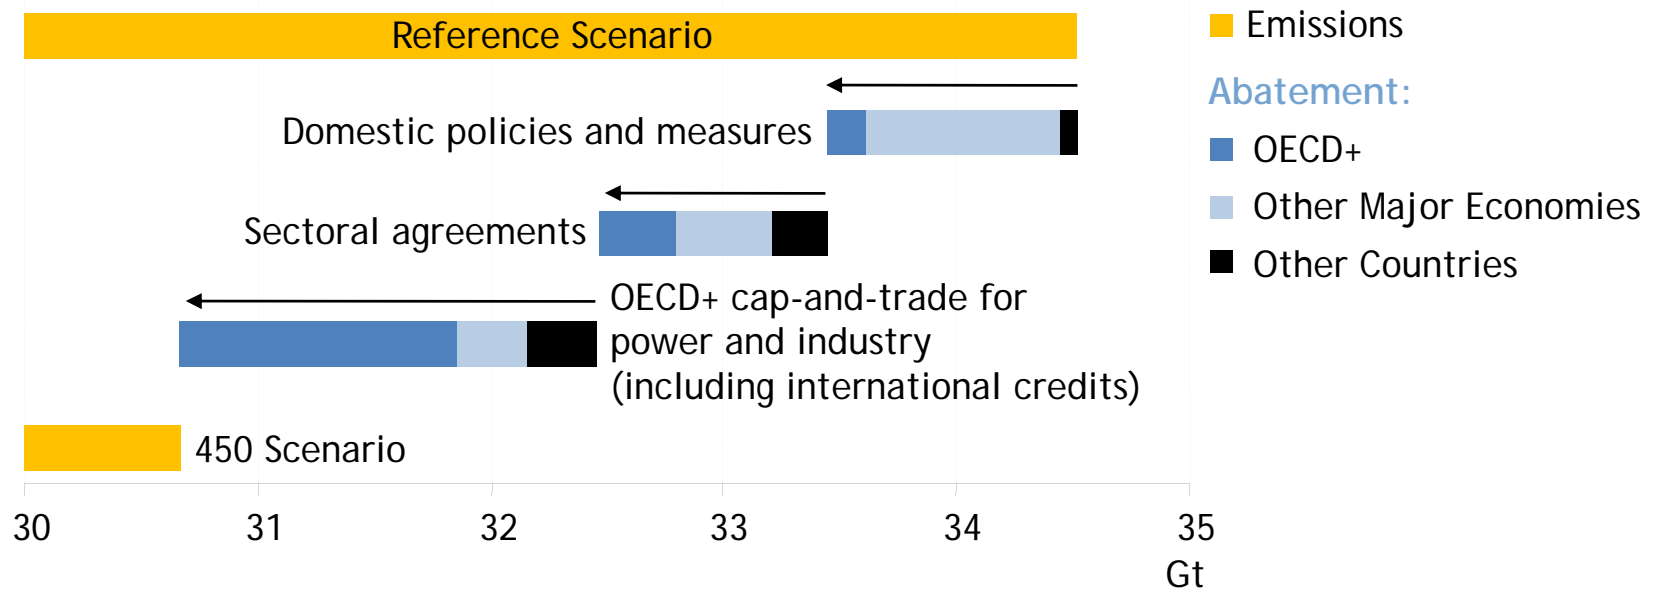 Reference Scenario
Domestic policies and measures
Sectoral agreements
OECD+ cap-and-trade for
power and industry
(including international credits)
450 Scenario
30 31 32 33 34 35
Gt
Emissions
Abatement:
OECD+
Other Major Economies
Other Countries